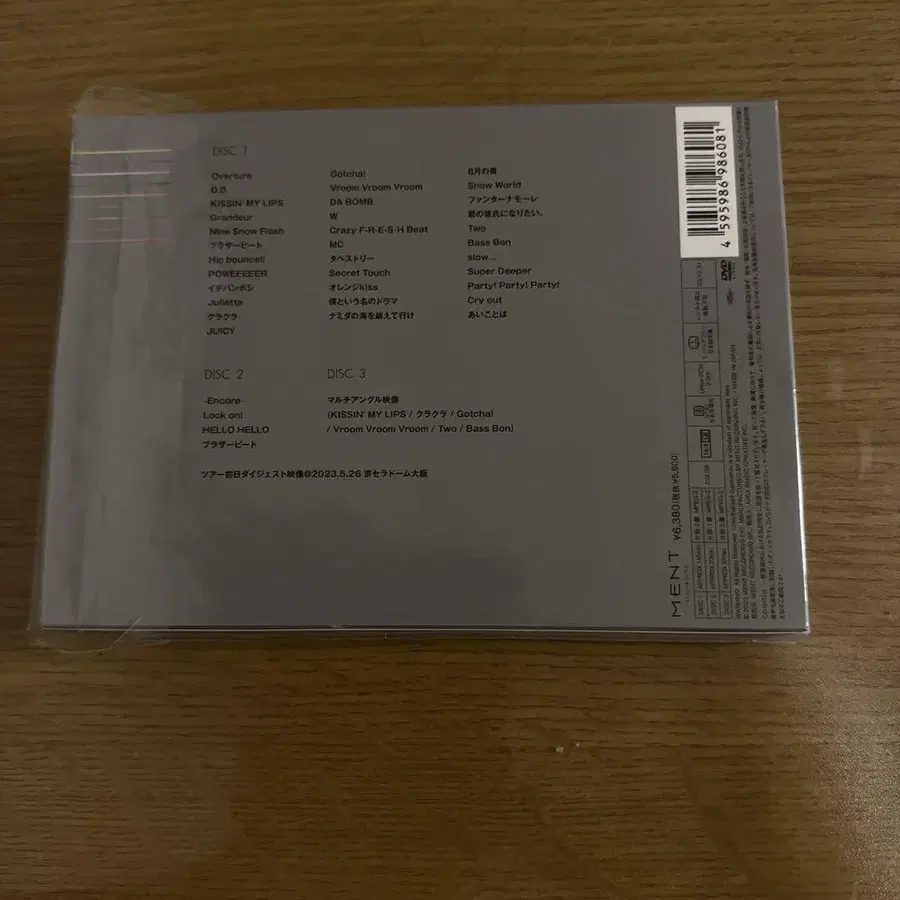 DISC 1
Overture
D.D.
KISSIN' MY LIPS
Grandeur
Nine Snow Flash
ブラザービート
Hip bounce!!
POWEEEEER
イチバンボシ
Julietta
クラクラ
JUICY
Gotcha!
Vroom Vroom Vroom
DA BOMB
W
Crazy F-R-E-S-H Beat
MC
タペストリー
Secret Touch
オレンジkiss
僕という名のドラマ
ナミダの海を越えて行け
8月の青
Snow World
ファンターナモーレ
君の彼氏になりたい。
Two
Bass Bon
slow...
Super Deeper
Party! Party! Party!
Cry out
あいことば
DISC 2
-Encore-
Lock on!
HELLO HELLO
ブラザービート
DISC 3
マルチアングル映像
(KISSIN' MY LIPS / クラクラ / Gotcha!
/ Vroom Vroom Vroom / Two / Bass Bon)
ツアー初日ダイジェスト映像@2023.5.26 京セラドーム大阪
4 595986 986081
DVD
MENT
¥6,380(税抜 ¥5,800)
COLOR